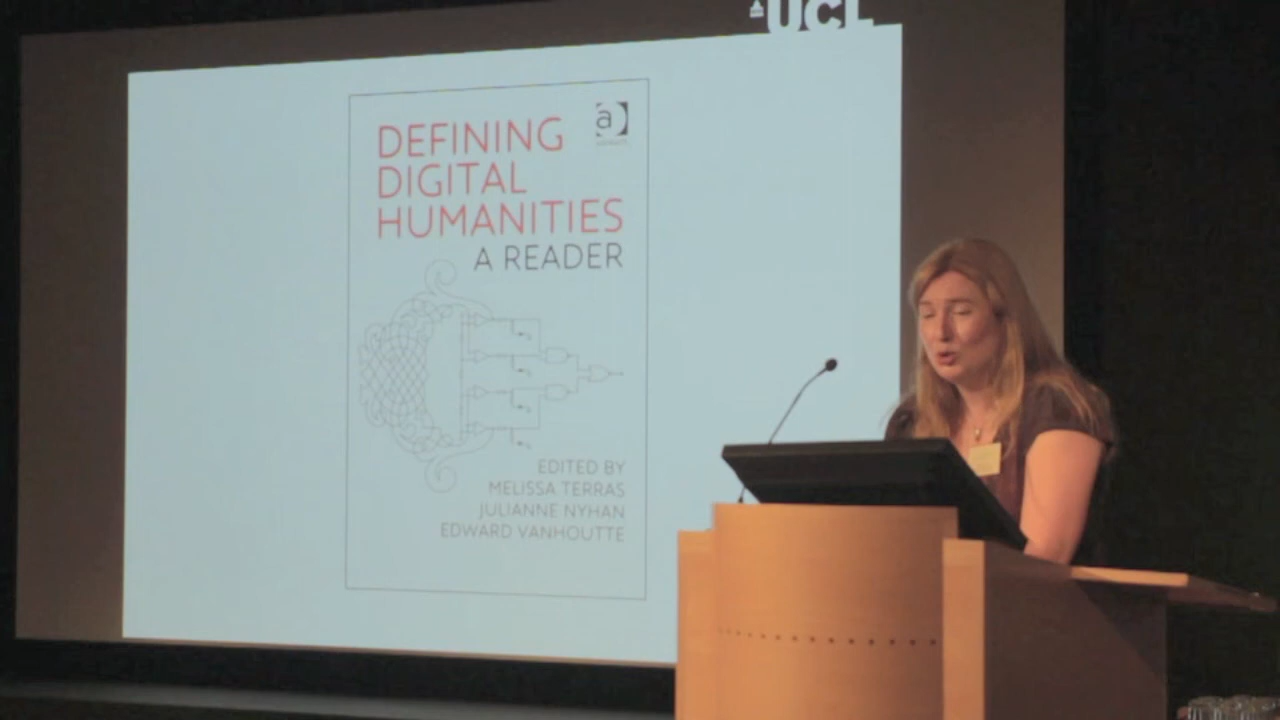 UCL
DEFINING
DIGITAL
HUMANITIES
A READER
a
EDITED BY
MELISSA TERRAS
JULIANNE NYHAN
EDWARD VANHOUTTE